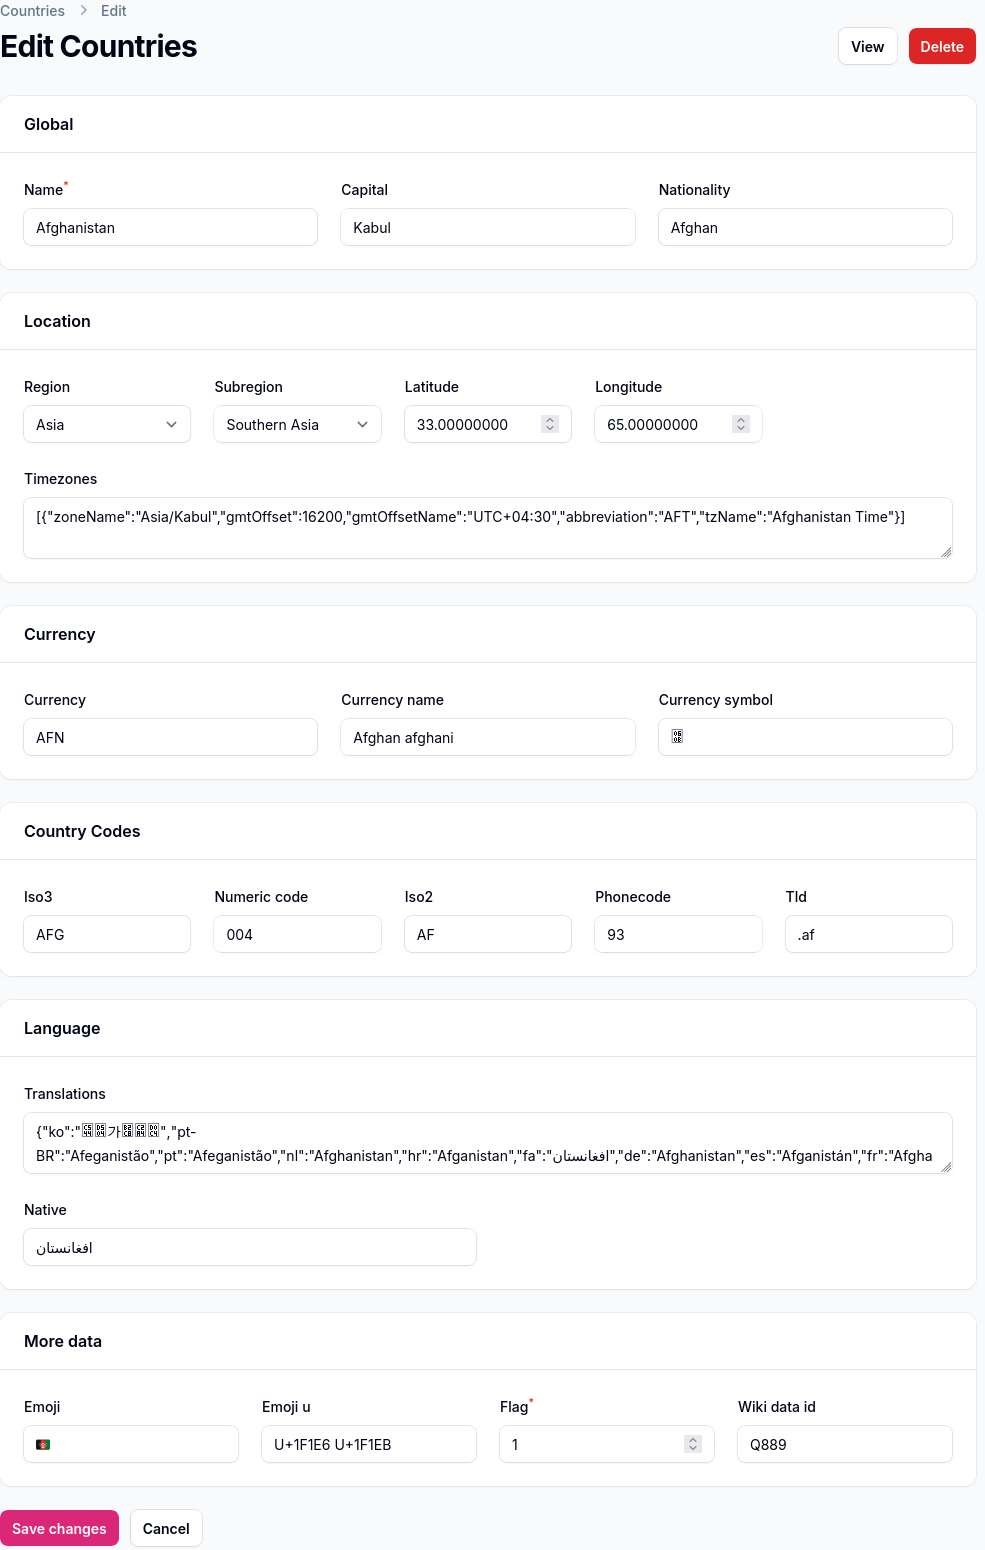 Countries > Edit
Edit Countries
View
Delete
Global
Name*
Capital
Nationality
Afghanistan
Kabul
Afghan
Location
Region
Subregion
Latitude
Longitude
Asia
Southern Asia
33.00000000
65.00000000
Timezones
[{"zoneName":"Asia/Kabul","gmtOffset":16200,"gmtOffsetName":"UTC+04:30","abbreviation":"AFT","tzName":"Afghanistan Time"}]
Currency
Currency
Currency name
Currency symbol
AFN
Afghan afghani
Country Codes
Iso3
Numeric code
Iso2
Phonecode
Tld
AFG
004
AF
93
.af
Language
Translations
{"ko":"가","pt-
BR":"Afeganistão","pt":"Afeganistão","nl":"Afghanistan","hr":"Afganistan","fa":"افغانستان","de":"Afghanistan","es":"Afganistán","fr":"Afgha
Native
افغانستان
More data
Emoji
Emoji u
Flag*
Wiki data id
🇦🇫
U+1F1E6 U+1F1EB
1
Q889
Save changes
Cancel